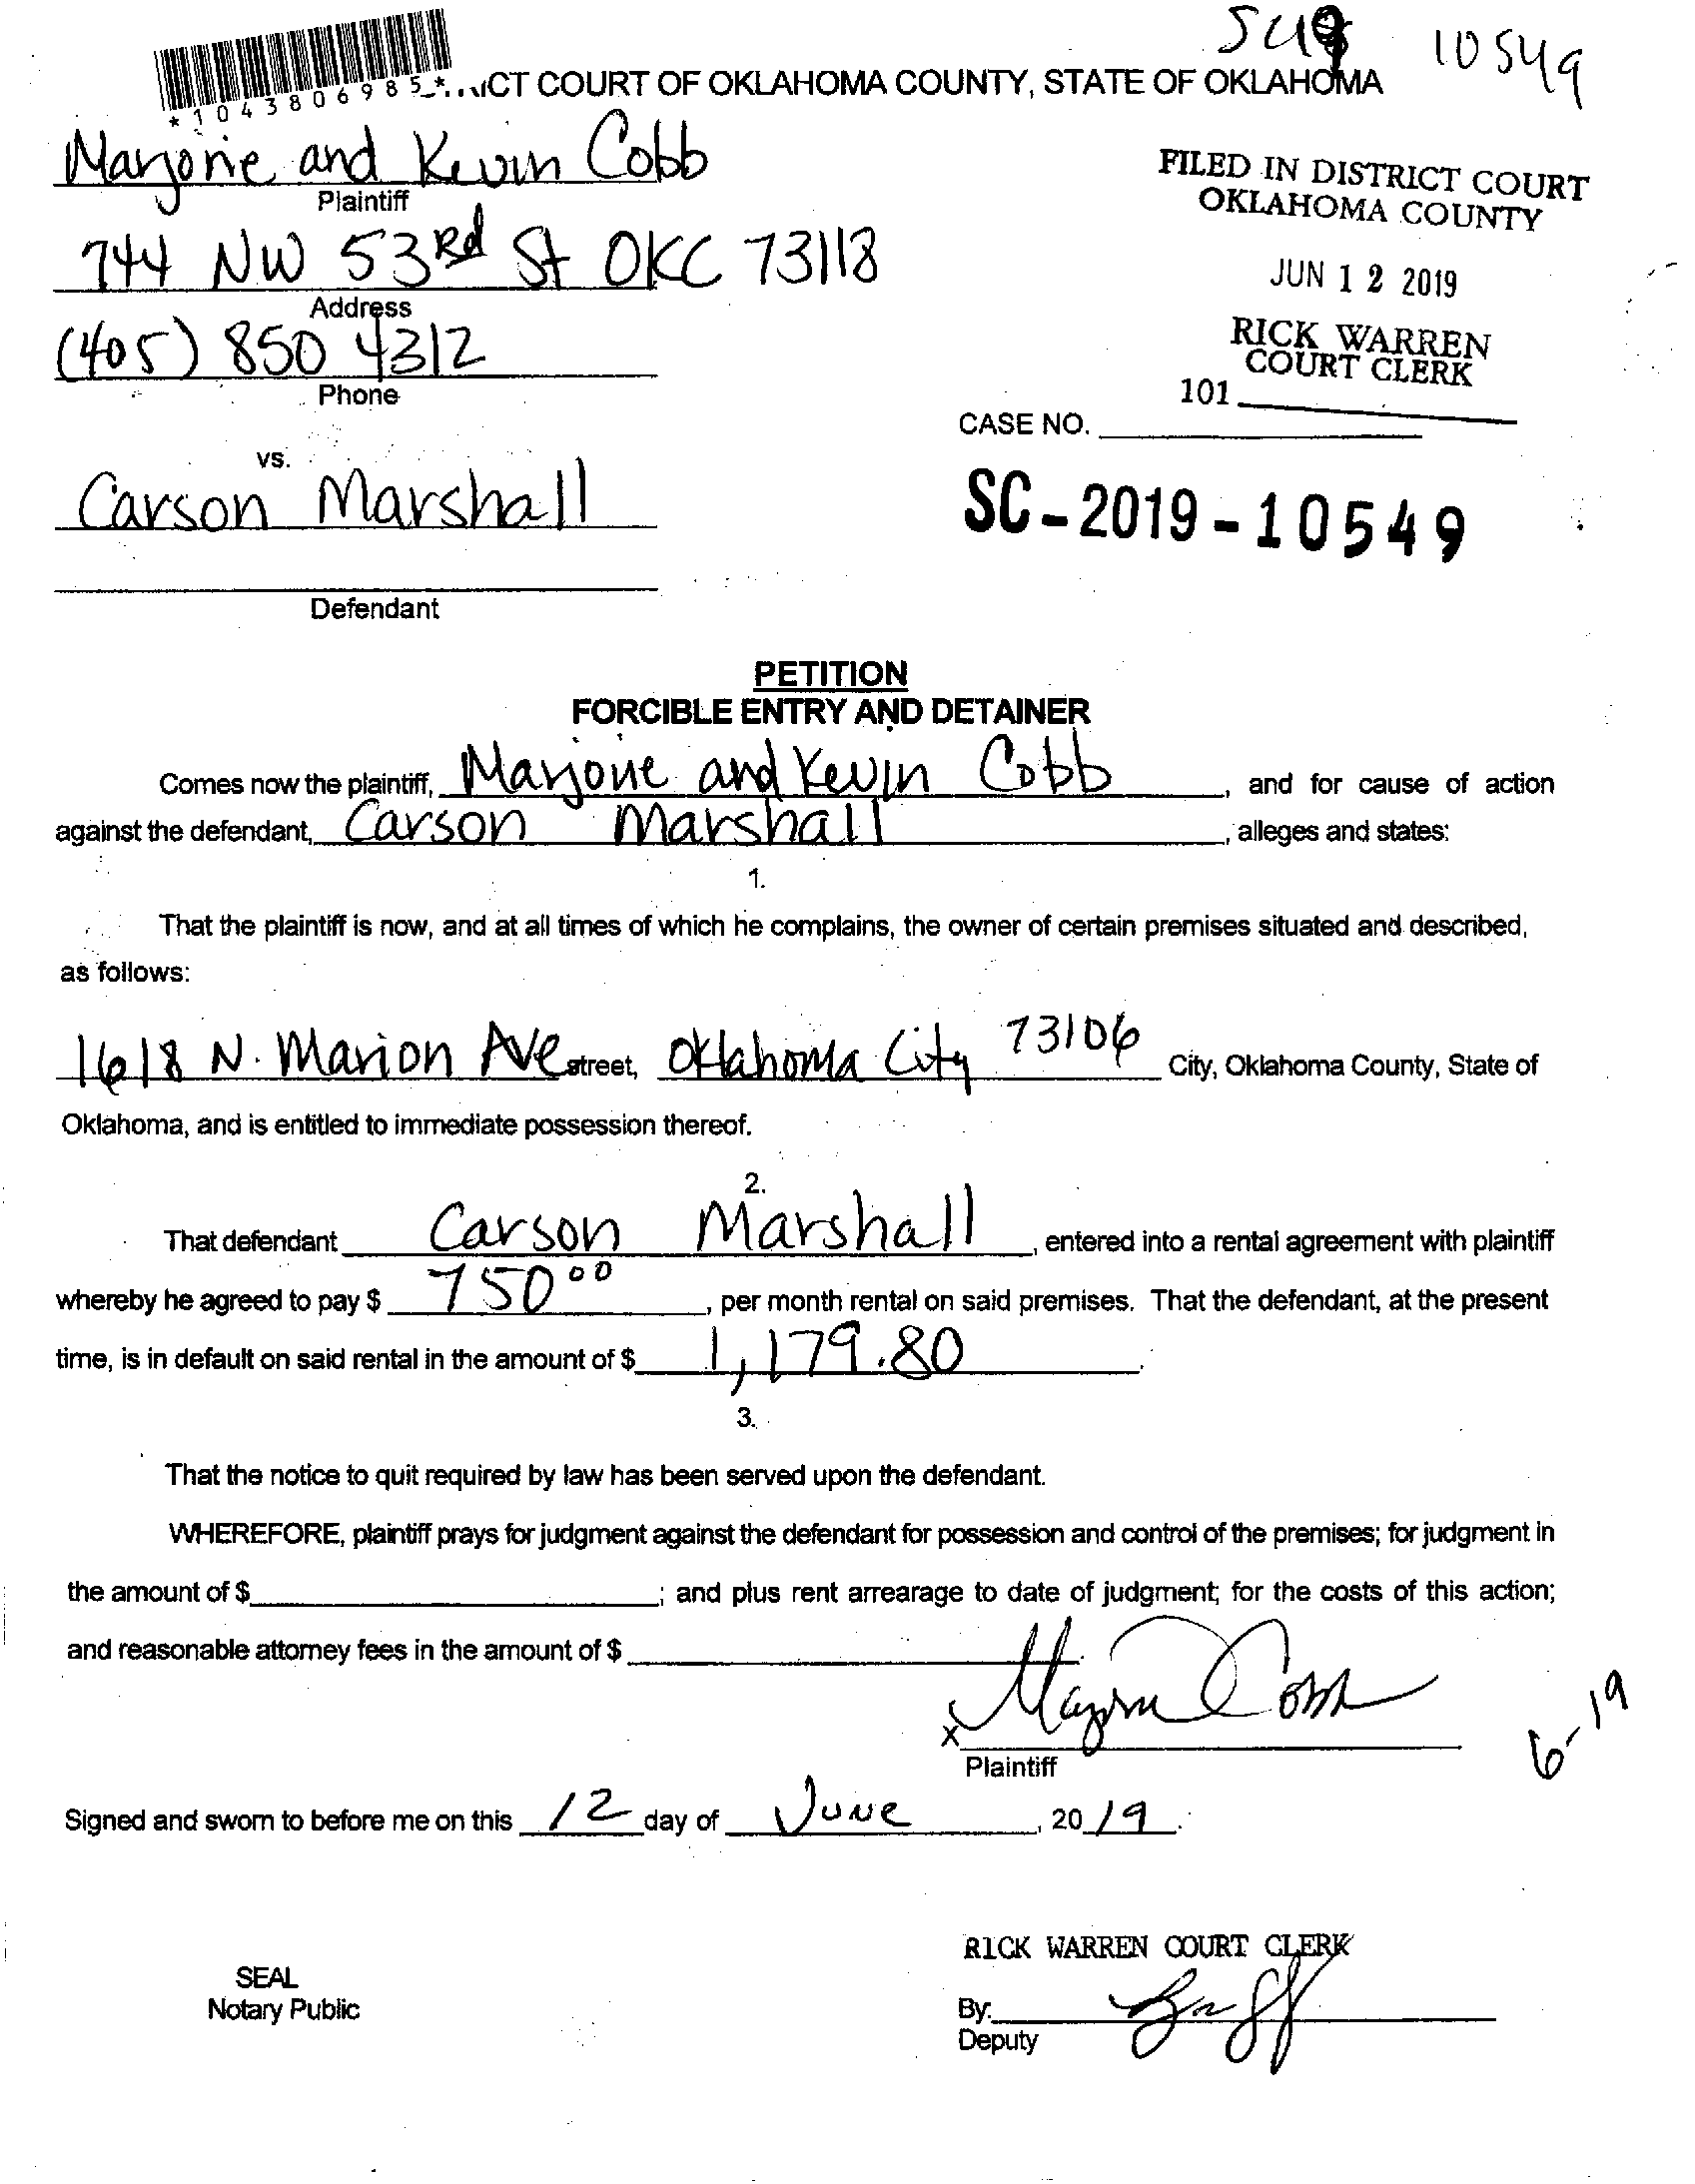 SC19 10549
*1043806985* ICT COURT OF OKLAHOMA COUNTY, STATE OF OKLAHOMA
Marjorie and Kevin Cobb
Plaintiff
FILED IN DISTRICT COURT
OKLAHOMA COUNTY
744 NW 53Rd St OKC 73118
Address
JUN 12 2019
(405) 850 4312
Phone
RICK WARREN
COURT CLERK
101
CASE NO.
vs.
Carson Marshall
SC-2019-10549
Defendant
PETITION
FORCIBLE ENTRY AND DETAINER
Comes now the plaintiff, Marjorie and Kevin Cobb, and for cause of action
against the defendant, Carson Marshall, alleges and states:
1.
That the plaintiff is now, and at all times of which he complains, the owner of certain premises situated and described,
as follows:
1618 N. Marion Ave street, Oklahoma City 73106 City, Oklahoma County, State of
Oklahoma, and is entitled to immediate possession thereof.
2.
That defendant Carson Marshall, entered into a rental agreement with plaintiff
whereby he agreed to pay $ 750⁰⁰, per month rental on said premises. That the defendant, at the present
time, is in default on said rental in the amount of $ 1,179.80.
3.
That the notice to quit required by law has been served upon the defendant.
WHEREFORE, plaintiff prays for judgment against the defendant for possession and control of the premises; for judgment in
the amount of $ ; and plus rent arrearage to date of judgment; for the costs of this action;
and reasonable attorney fees in the amount of $ .
X Marjorie Cobb
Plaintiff
6-19
Signed and sworn to before me on this 12 day of June, 2019.
RICK WARREN COURT CLERK
SEAL
Notary Public
By:
Deputy